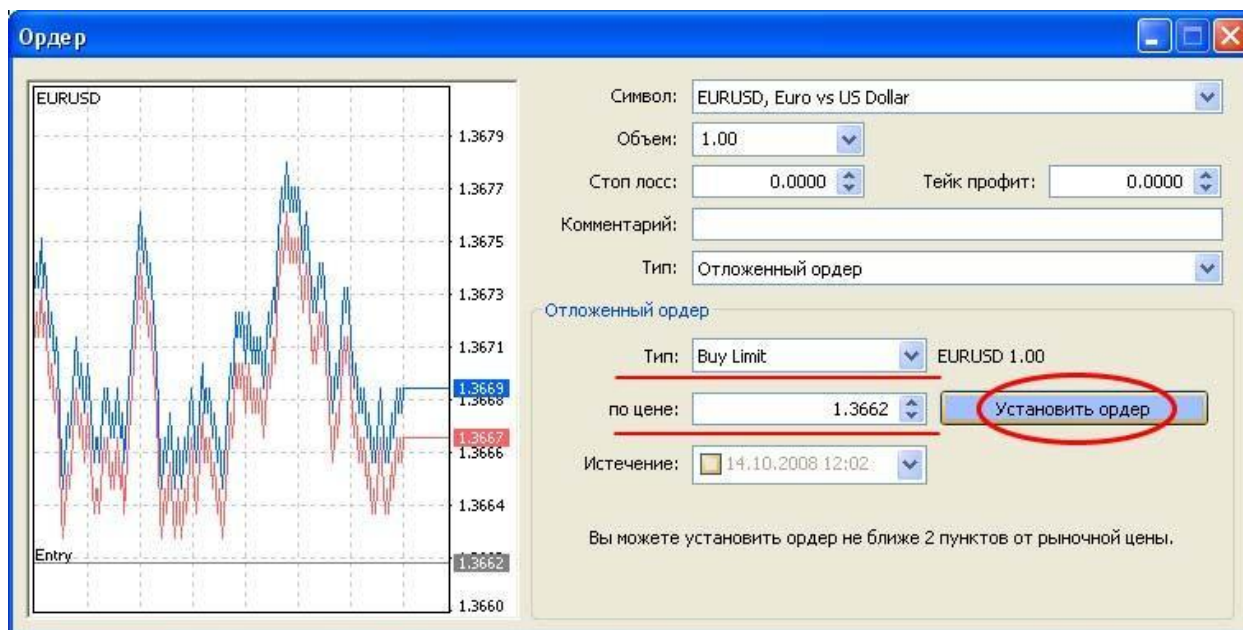 Ордер
EURUSD
1.3679
1.3677
1.3675
1.3673
1.3671
1.3669
1.3668
1.3667
1.3666
1.3664
Entry
1.3662
1.3660
Символ: EURUSD, Euro vs US Dollar
Объем: 1.00
Стоп лосс: 0.0000 Тейк профит: 0.0000
Комментарий:
Тип: Отложенный ордер
Отложенный ордер
Тип: Buy Limit EURUSD 1.00
по цене: 1.3662 Установить ордер
Истечение: 14.10.2008 12:02
Вы можете установить ордер не ближе 2 пунктов от рыночной цены.